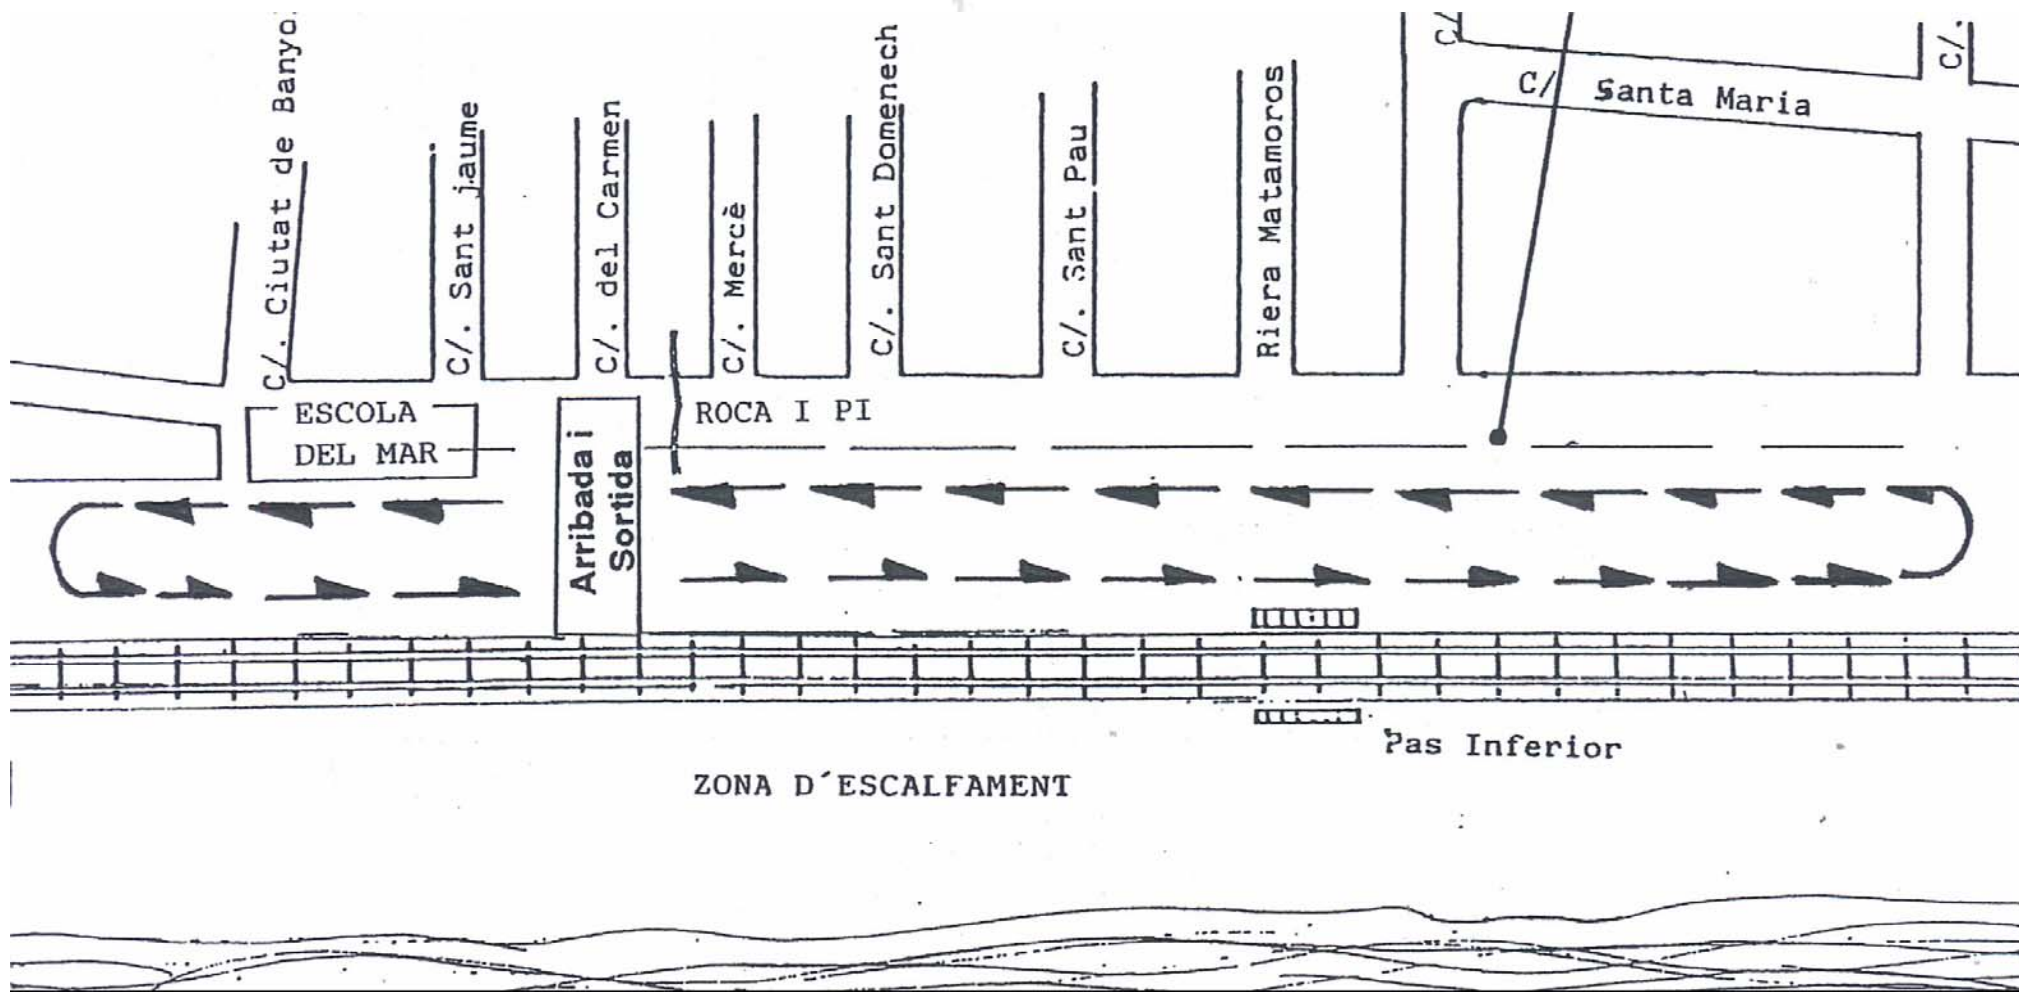 C/. Ciutat de Banyo
C/. Sant jaume
C/. del Carmen
C/. Mercè
C/. Sant Domenech
C/. Sant Pau
Riera Matamoros
C/
C/ Santa Maria
C/.
ESCOLA
DEL MAR
Arribada i
Sortida
ROCA I PI
Pas Inferior
ZONA D´ESCALFAMENT